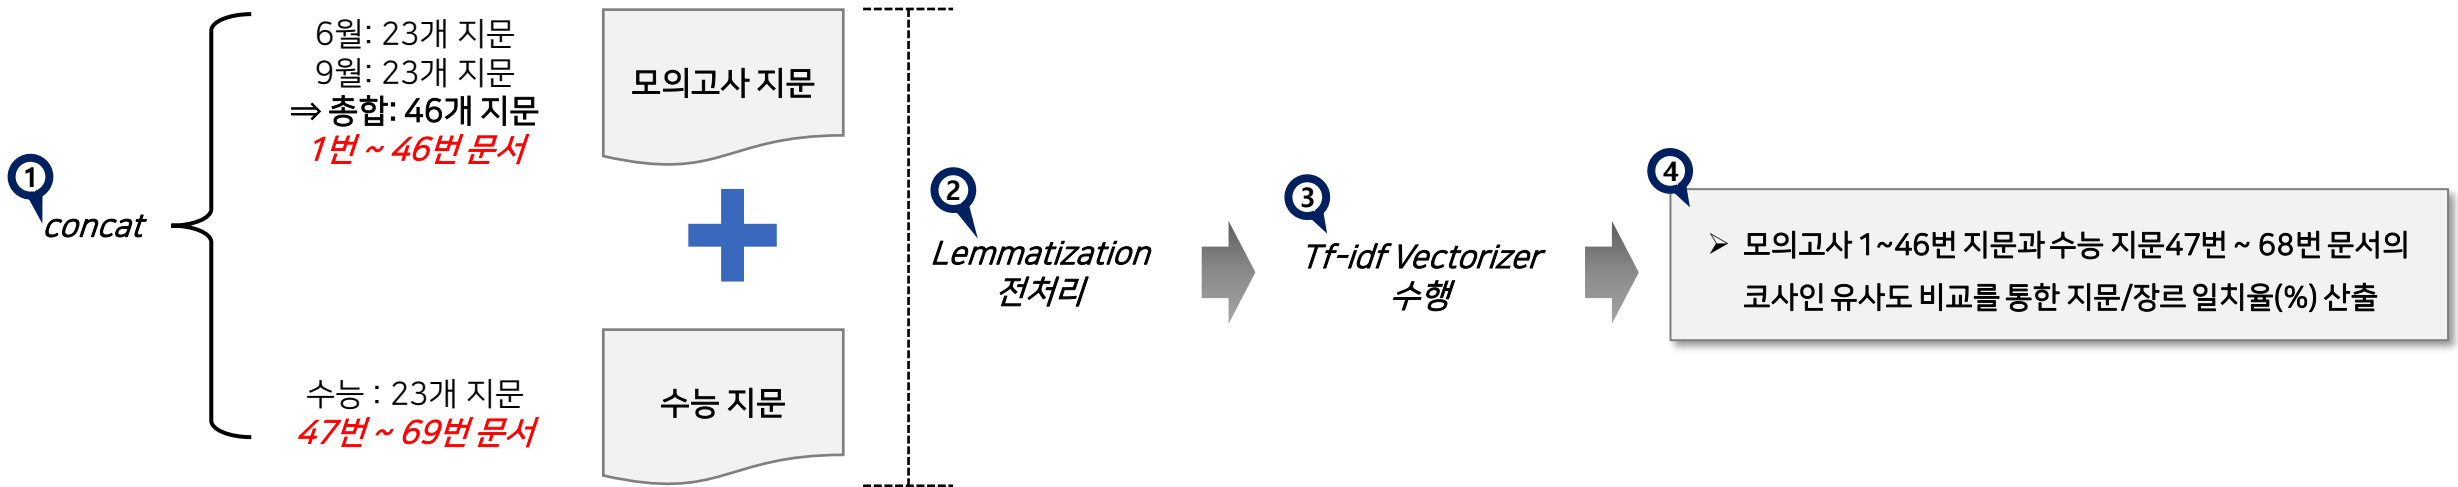 1
concat
6월: 23개 지문
9월: 23개 지문
⇒ 총합: 46개 지문
1번 ~ 46번 문서
모의고사 지문
수능 : 23개 지문
47번 ~ 69번 문서
수능 지문
2
Lemmatization
전처리
3
Tf-idf Vectorizer
수행
4
➢ 모의고사 1~46번 지문과 수능 지문47번 ~ 68번 문서의
코사인 유사도 비교를 통한 지문/장르 일치율(%) 산출